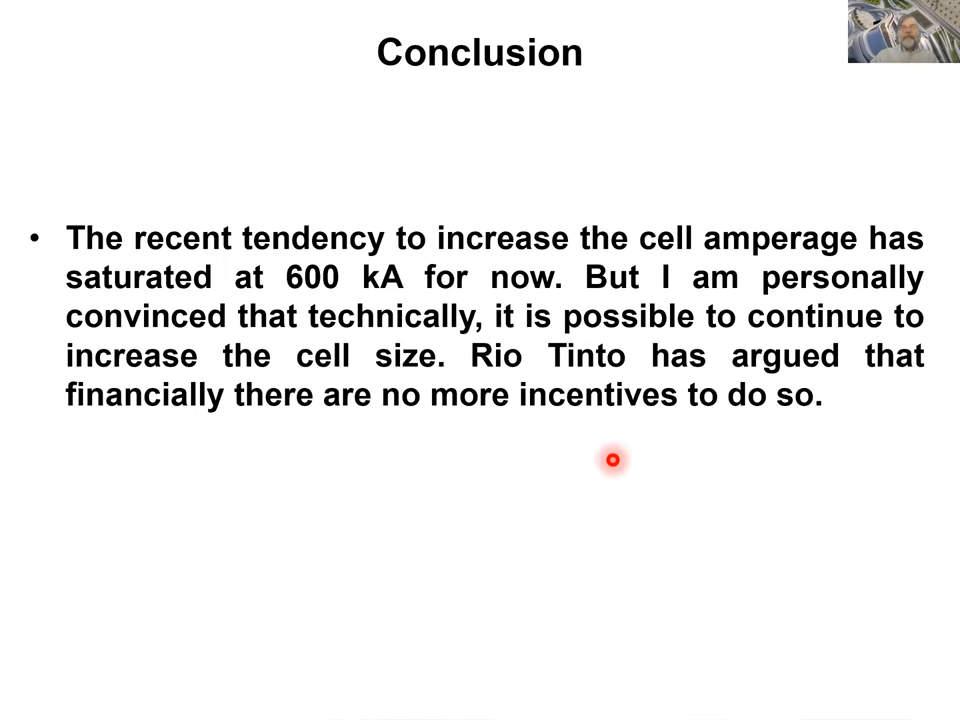 Conclusion
• The recent tendency to increase the cell amperage has
saturated at 600 kA for now. But I am personally
convinced that technically, it is possible to continue to
increase the cell size. Rio Tinto has argued that
financially there are no more incentives to do so.